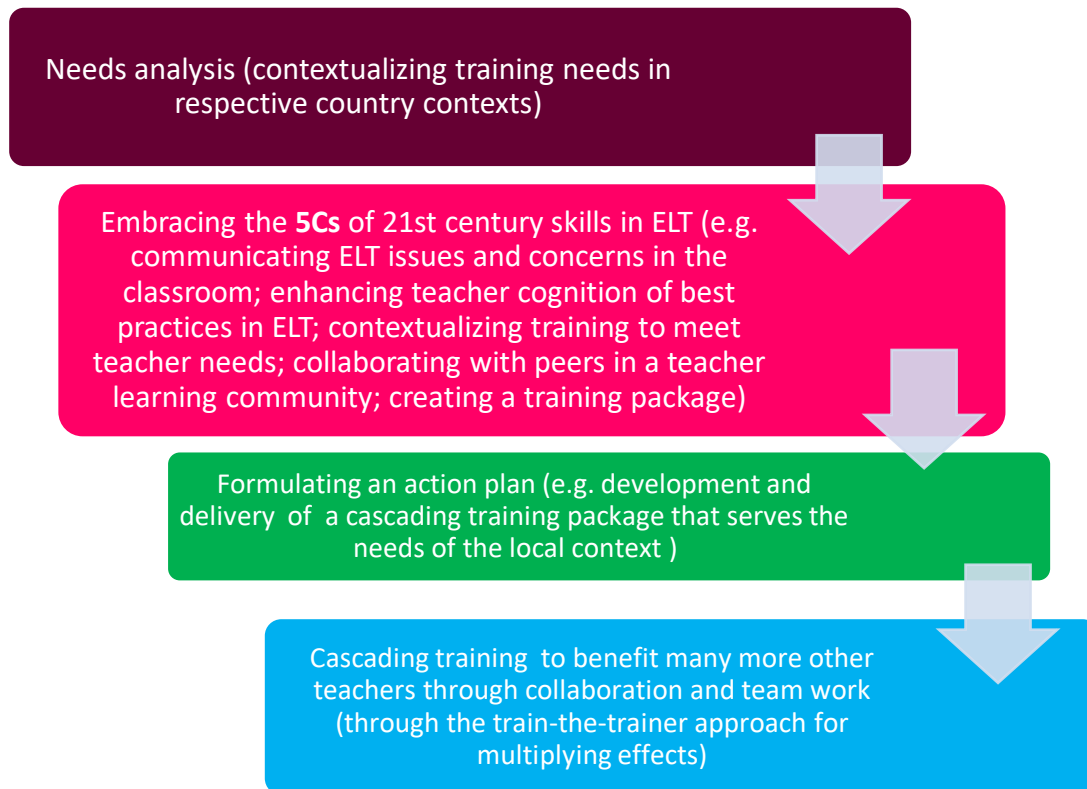 Needs analysis (contextualizing training needs in
respective country contexts)
Embracing the 5Cs of 21st century skills in ELT (e.g.
communicating ELT issues and concerns in the
classroom; enhancing teacher cognition of best
practices in ELT; contextualizing training to meet
teacher needs; collaborating with peers in a teacher
learning community; creating a training package)
Formulating an action plan (e.g. development and
delivery of a cascading training package that serves the
needs of the local context )
Cascading training to benefit many more other
teachers through collaboration and team work
(through the train-the-trainer approach for
multiplying effects)